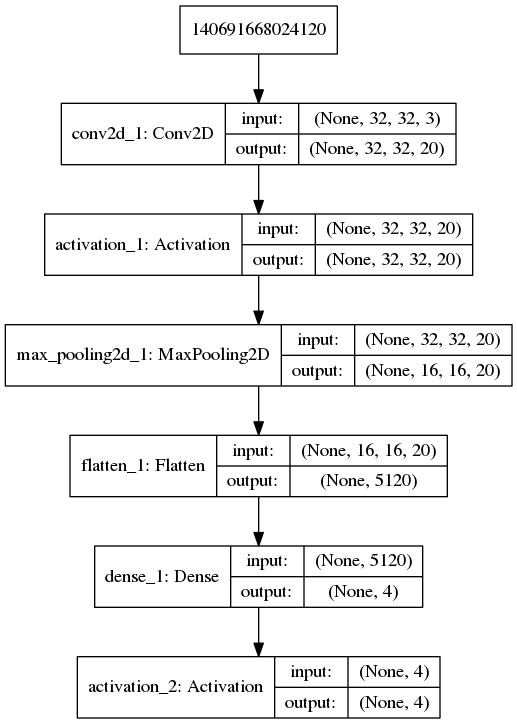 140691668024120
conv2d_1: Conv2D
input:
(None, 32, 32, 3)
output:
(None, 32, 32, 20)
activation_1: Activation
input:
(None, 32, 32, 20)
output:
(None, 32, 32, 20)
max_pooling2d_1: MaxPooling2D
input:
(None, 32, 32, 20)
output:
(None, 16, 16, 20)
flatten_1: Flatten
input:
(None, 16, 16, 20)
output:
(None, 5120)
dense_1: Dense
input:
(None, 5120)
output:
(None, 4)
activation_2: Activation
input:
(None, 4)
output:
(None, 4)